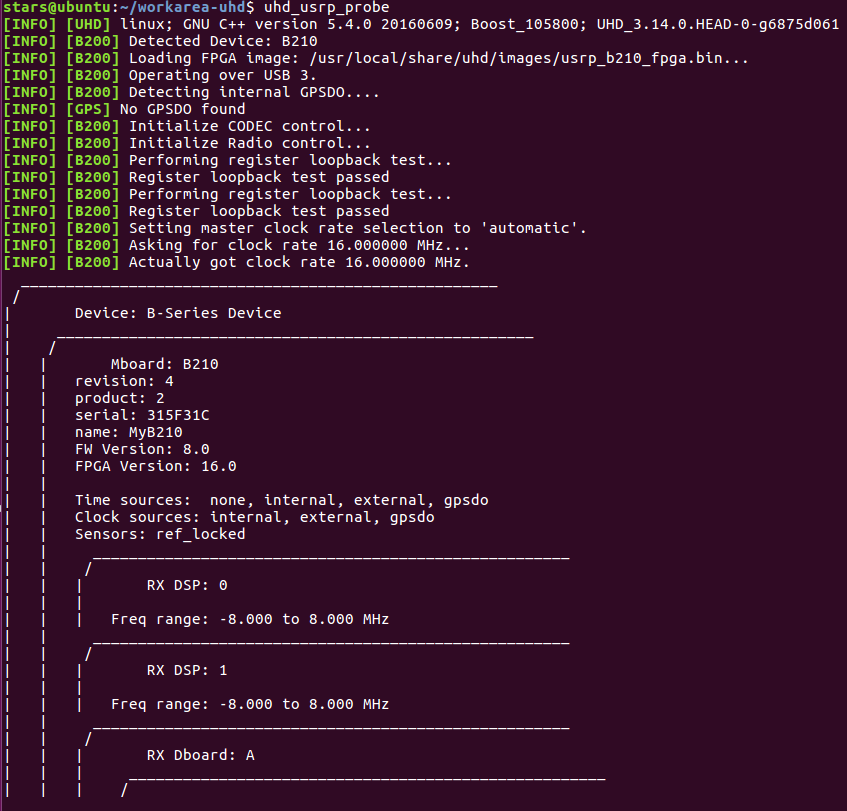 stars@ubuntu:~/workarea-uhd$ uhd_usrp_probe
[INFO] [UHD] linux; GNU C++ version 5.4.0 20160609; Boost_105800; UHD_3.14.0.HEAD-0-g6875d061
[INFO] [B200] Detected Device: B210
[INFO] [B200] Loading FPGA image: /usr/local/share/uhd/images/usrp_b210_fpga.bin...
[INFO] [B200] Operating over USB 3.
[INFO] [B200] Detecting internal GPSDO....
[INFO] [GPS] No GPSDO found
[INFO] [B200] Initialize CODEC control...
[INFO] [B200] Initialize Radio control...
[INFO] [B200] Performing register loopback test...
[INFO] [B200] Register loopback test passed
[INFO] [B200] Performing register loopback test...
[INFO] [B200] Register loopback test passed
[INFO] [B200] Setting master clock rate selection to 'automatic'.
[INFO] [B200] Asking for clock rate 16.000000 MHz...
[INFO] [B200] Actually got clock rate 16.000000 MHz.
  _____________________________________________________
 /
|       Device: B-Series Device
|     _____________________________________________________
|    /
|   |       Mboard: B210
|   |   revision: 4
|   |   product: 2
|   |   serial: 315F31C
|   |   name: MyB210
|   |   FW Version: 8.0
|   |   FPGA Version: 16.0
|   |
|   |   Time sources:  none, internal, external, gpsdo
|   |   Clock sources: internal, external, gpsdo
|   |   Sensors: ref_locked
|   |     _____________________________________________________
|   |    /
|   |   |       RX DSP: 0
|   |   |
|   |   |   Freq range: -8.000 to 8.000 MHz
|   |     _____________________________________________________
|   |    /
|   |   |       RX DSP: 1
|   |   |
|   |   |   Freq range: -8.000 to 8.000 MHz
|   |     _____________________________________________________
|   |    /
|   |   |       RX Dboard: A
|   |   |     _____________________________________________________
|   |   |    /